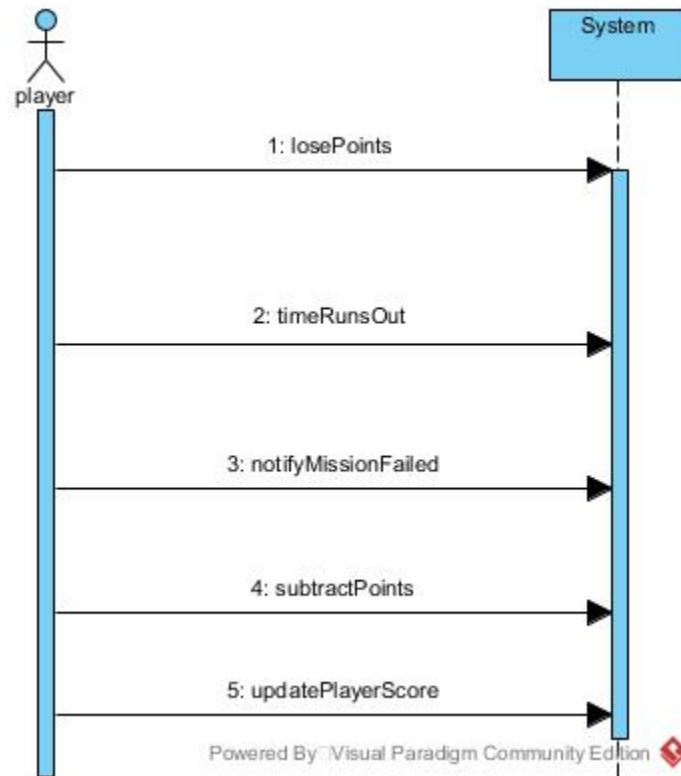 System
player
1: losePoints
2: timeRunsOut
3: notifyMissionFailed
4: subtractPoints
5: updatePlayerScore
Powered By Visual Paradigm Community Edition